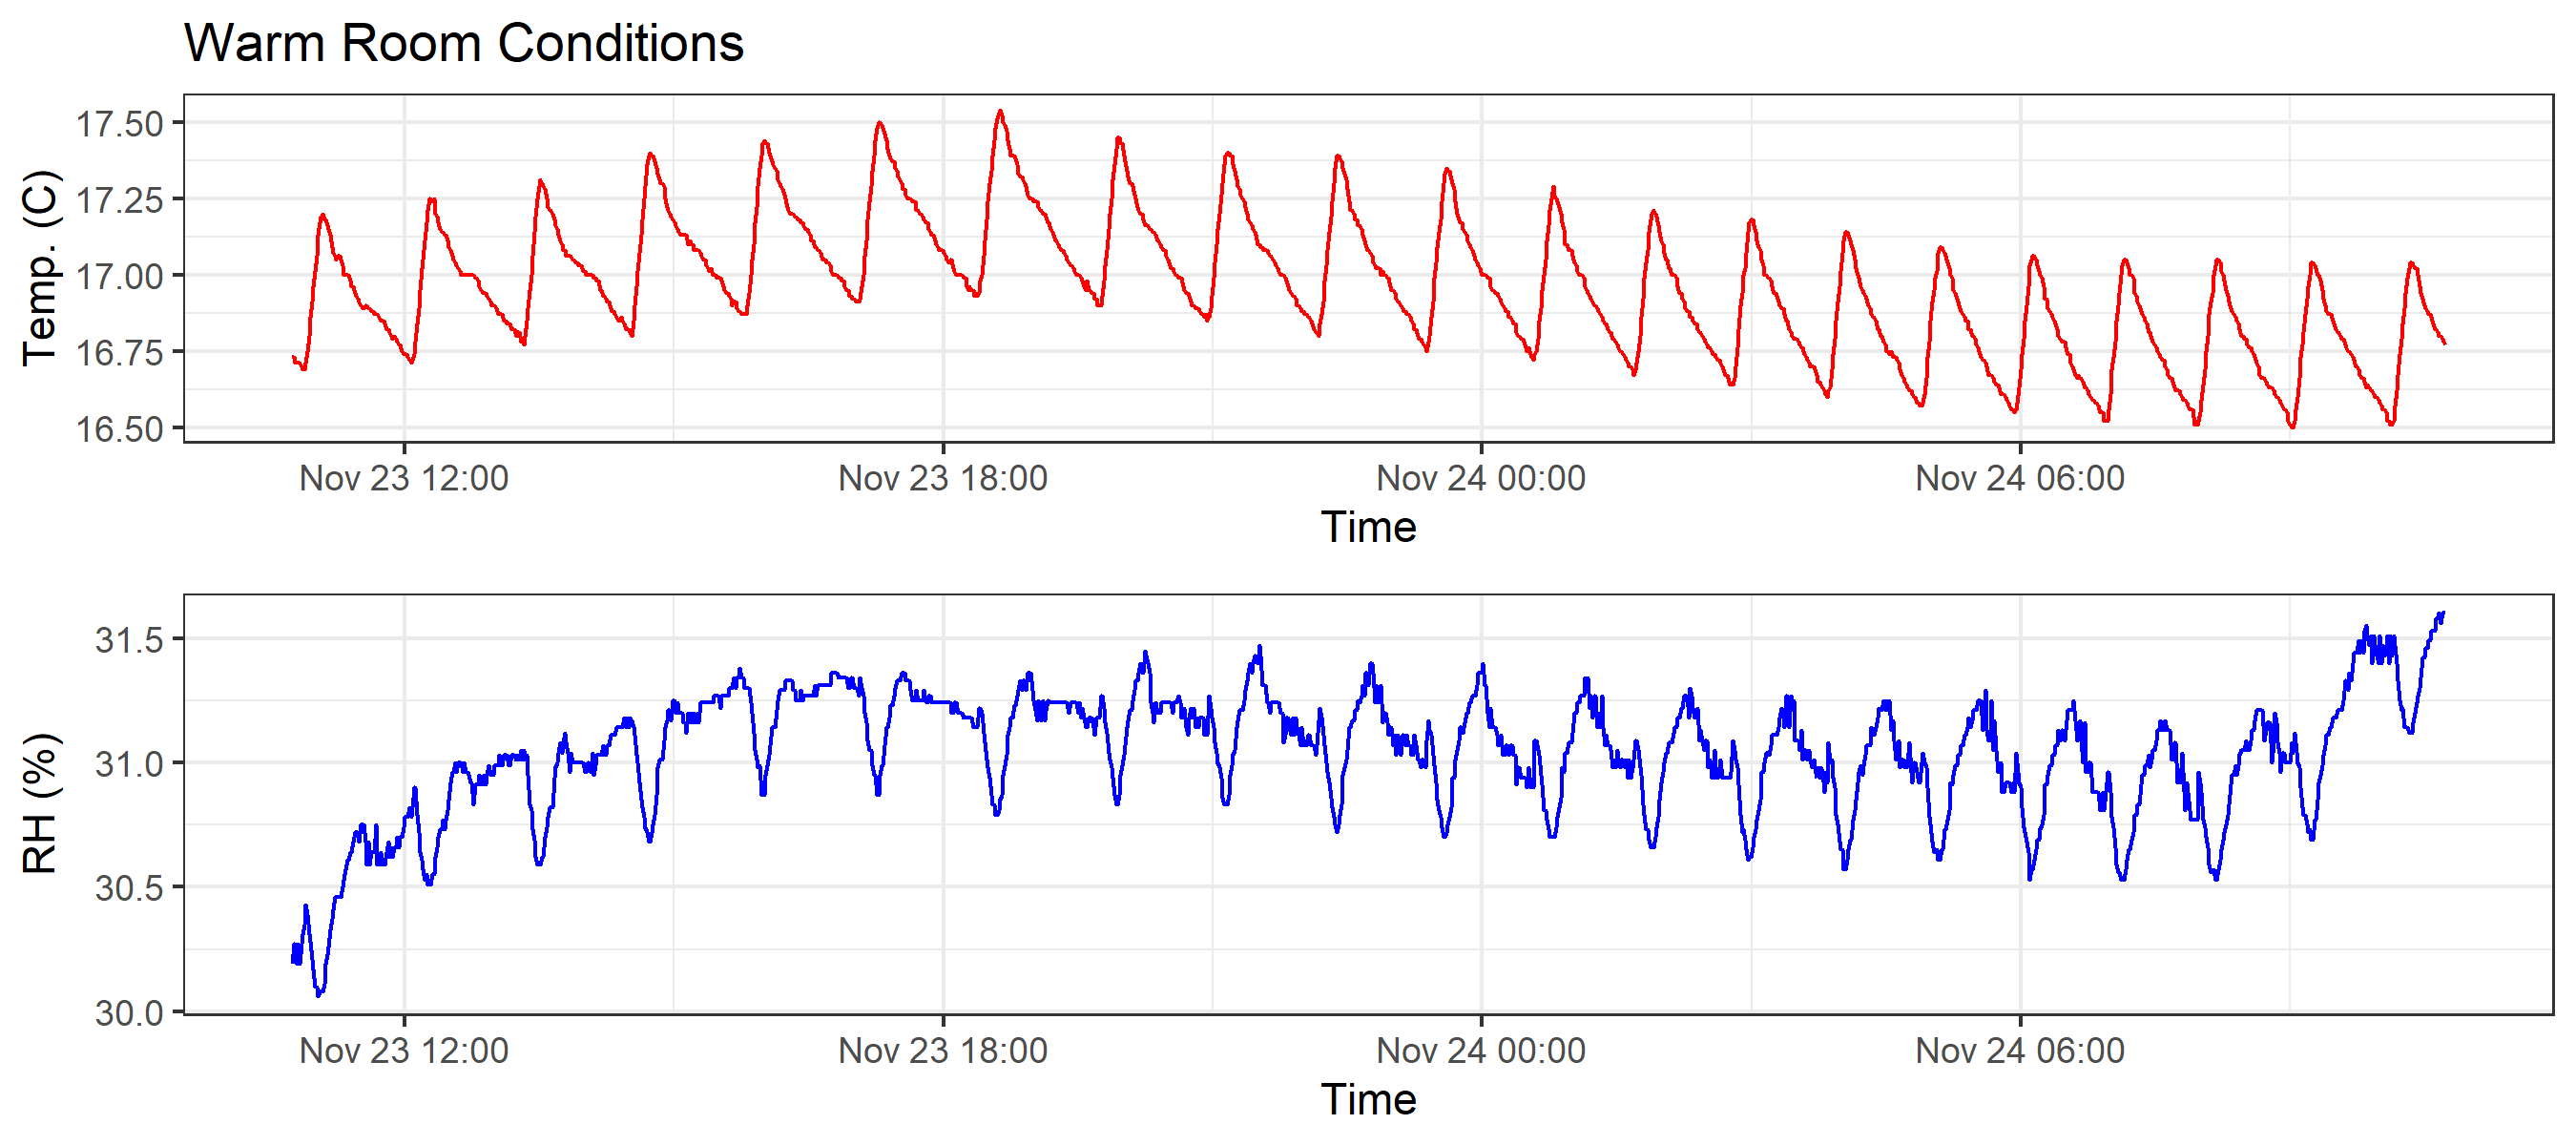 Warm Room Conditions
Temp. (C)
17.50
17.25
17.00
16.75
16.50
Nov 23 12:00 Nov 23 18:00 Nov 24 00:00 Nov 24 06:00
Time
RH (%)
31.5
31.0
30.5
30.0
Nov 23 12:00 Nov 23 18:00 Nov 24 00:00 Nov 24 06:00
Time